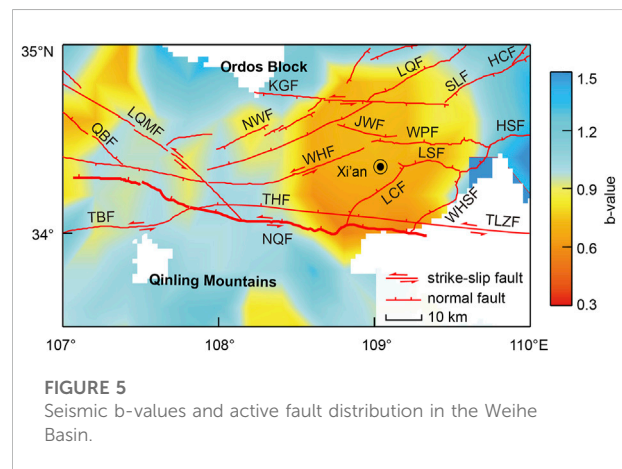 35°N
Ordos Block
KGF
LQF
SLF
HCF
LQMF
QBF
NWF
JWF
WPF
HSF
WHF
LSF
Xi'an
LCF
WHSF
THF
TBF
TLZF
34°
NQF
Qinling Mountains
strike-slip fault
normal fault
10 km
107°
108°
109°
110°E
1.5
1.2
0.9
0.6
0.3
b-value
FIGURE 5
Seismic b-values and active fault distribution in the Weihe
Basin.